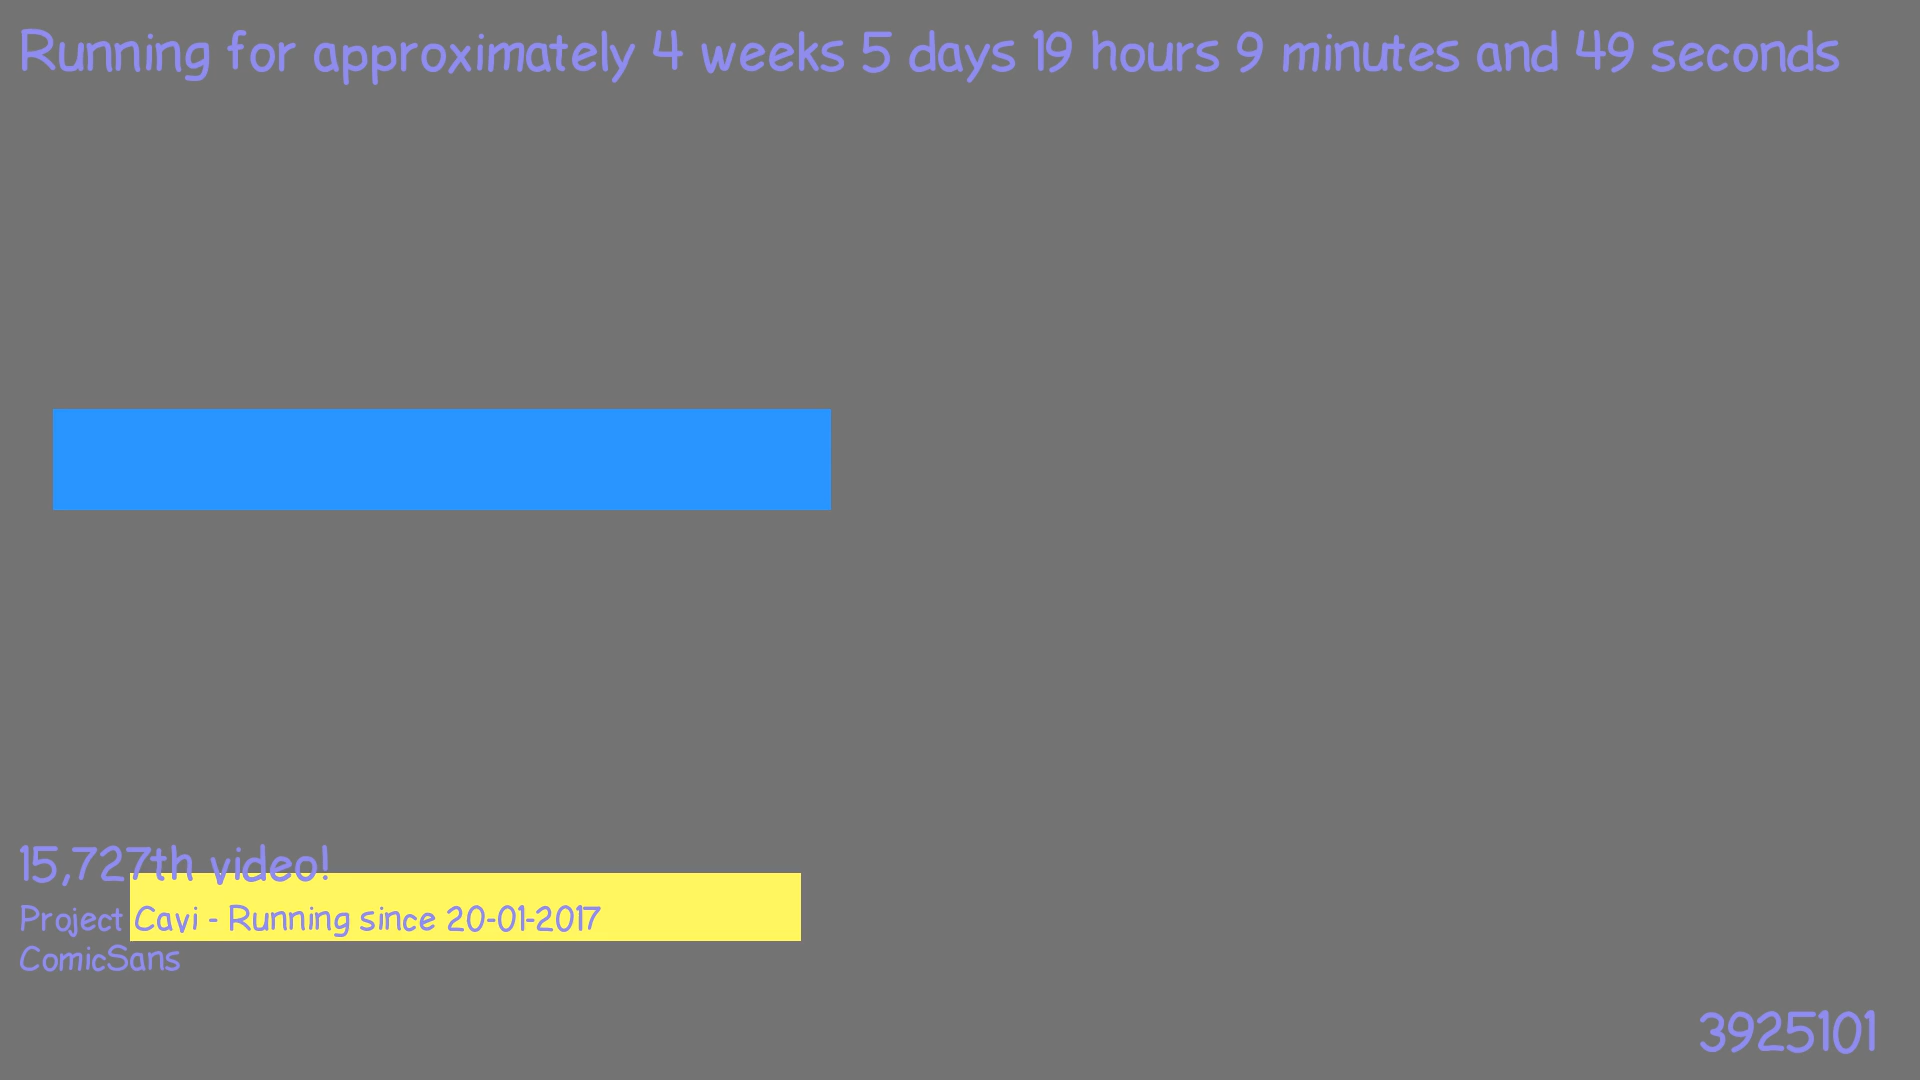 Running for approximately 4 weeks 5 days 19 hours 9 minutes and 49 seconds
15,727th video!
Project Cavi - Running since 20-01-2017
ComicSans
3925101